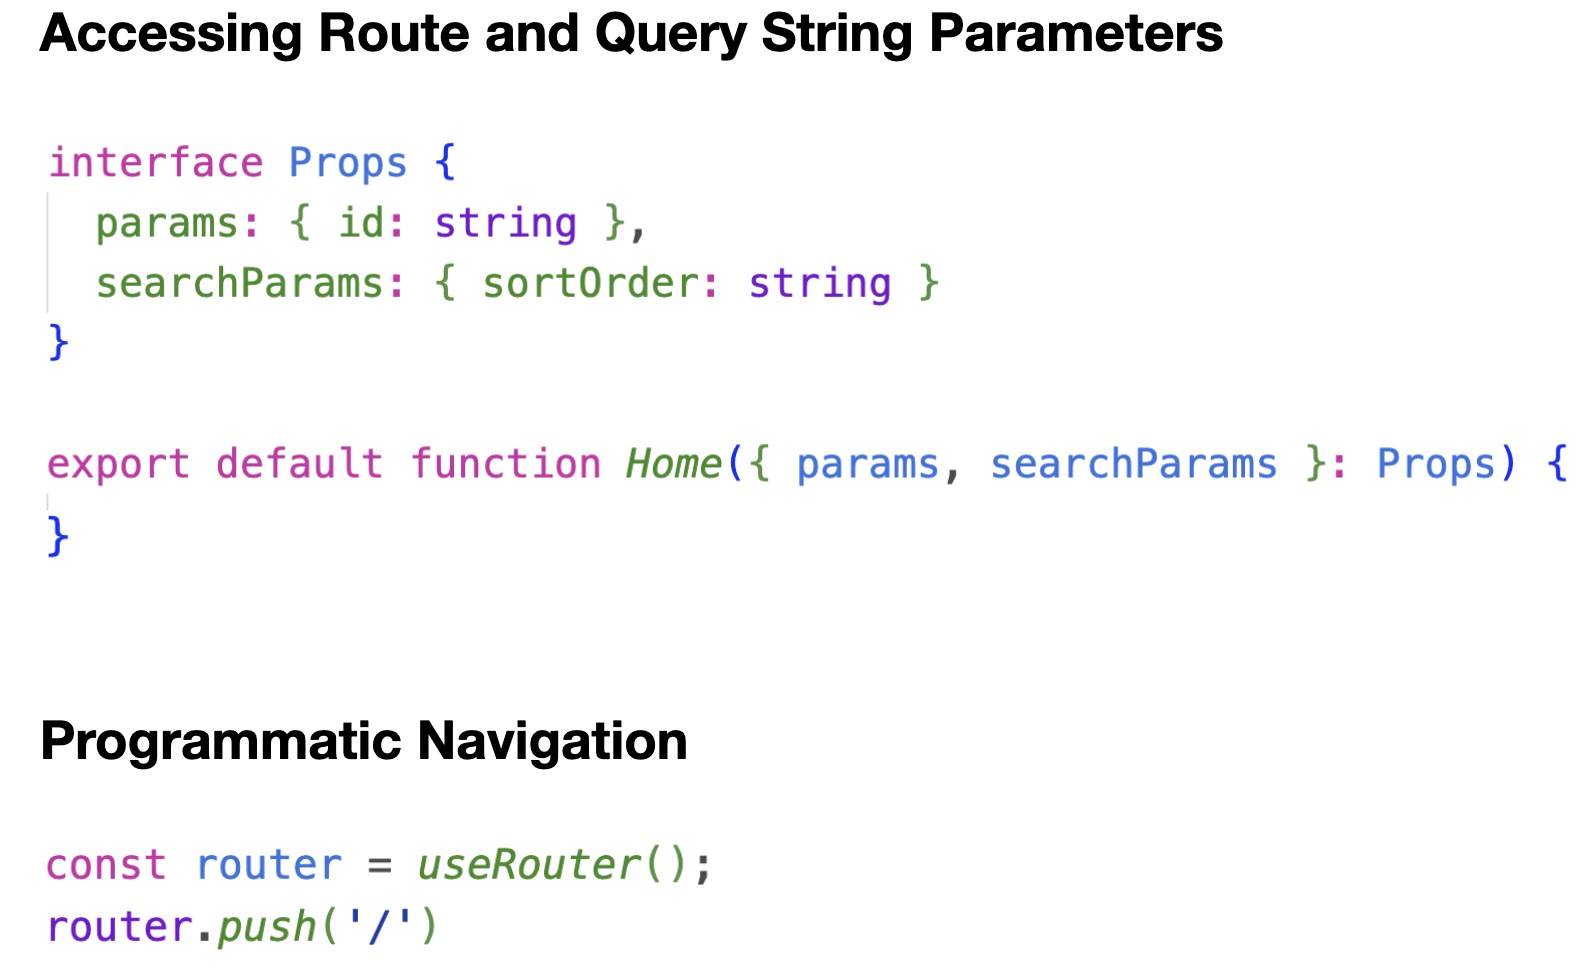 Accessing Route and Query String Parameters
interface Props {
  params: { id: string },
  searchParams: { sortOrder: string }
}
export default function Home({ params, searchParams }: Props) {
}
Programmatic Navigation
const router = useRouter();
router.push('/')